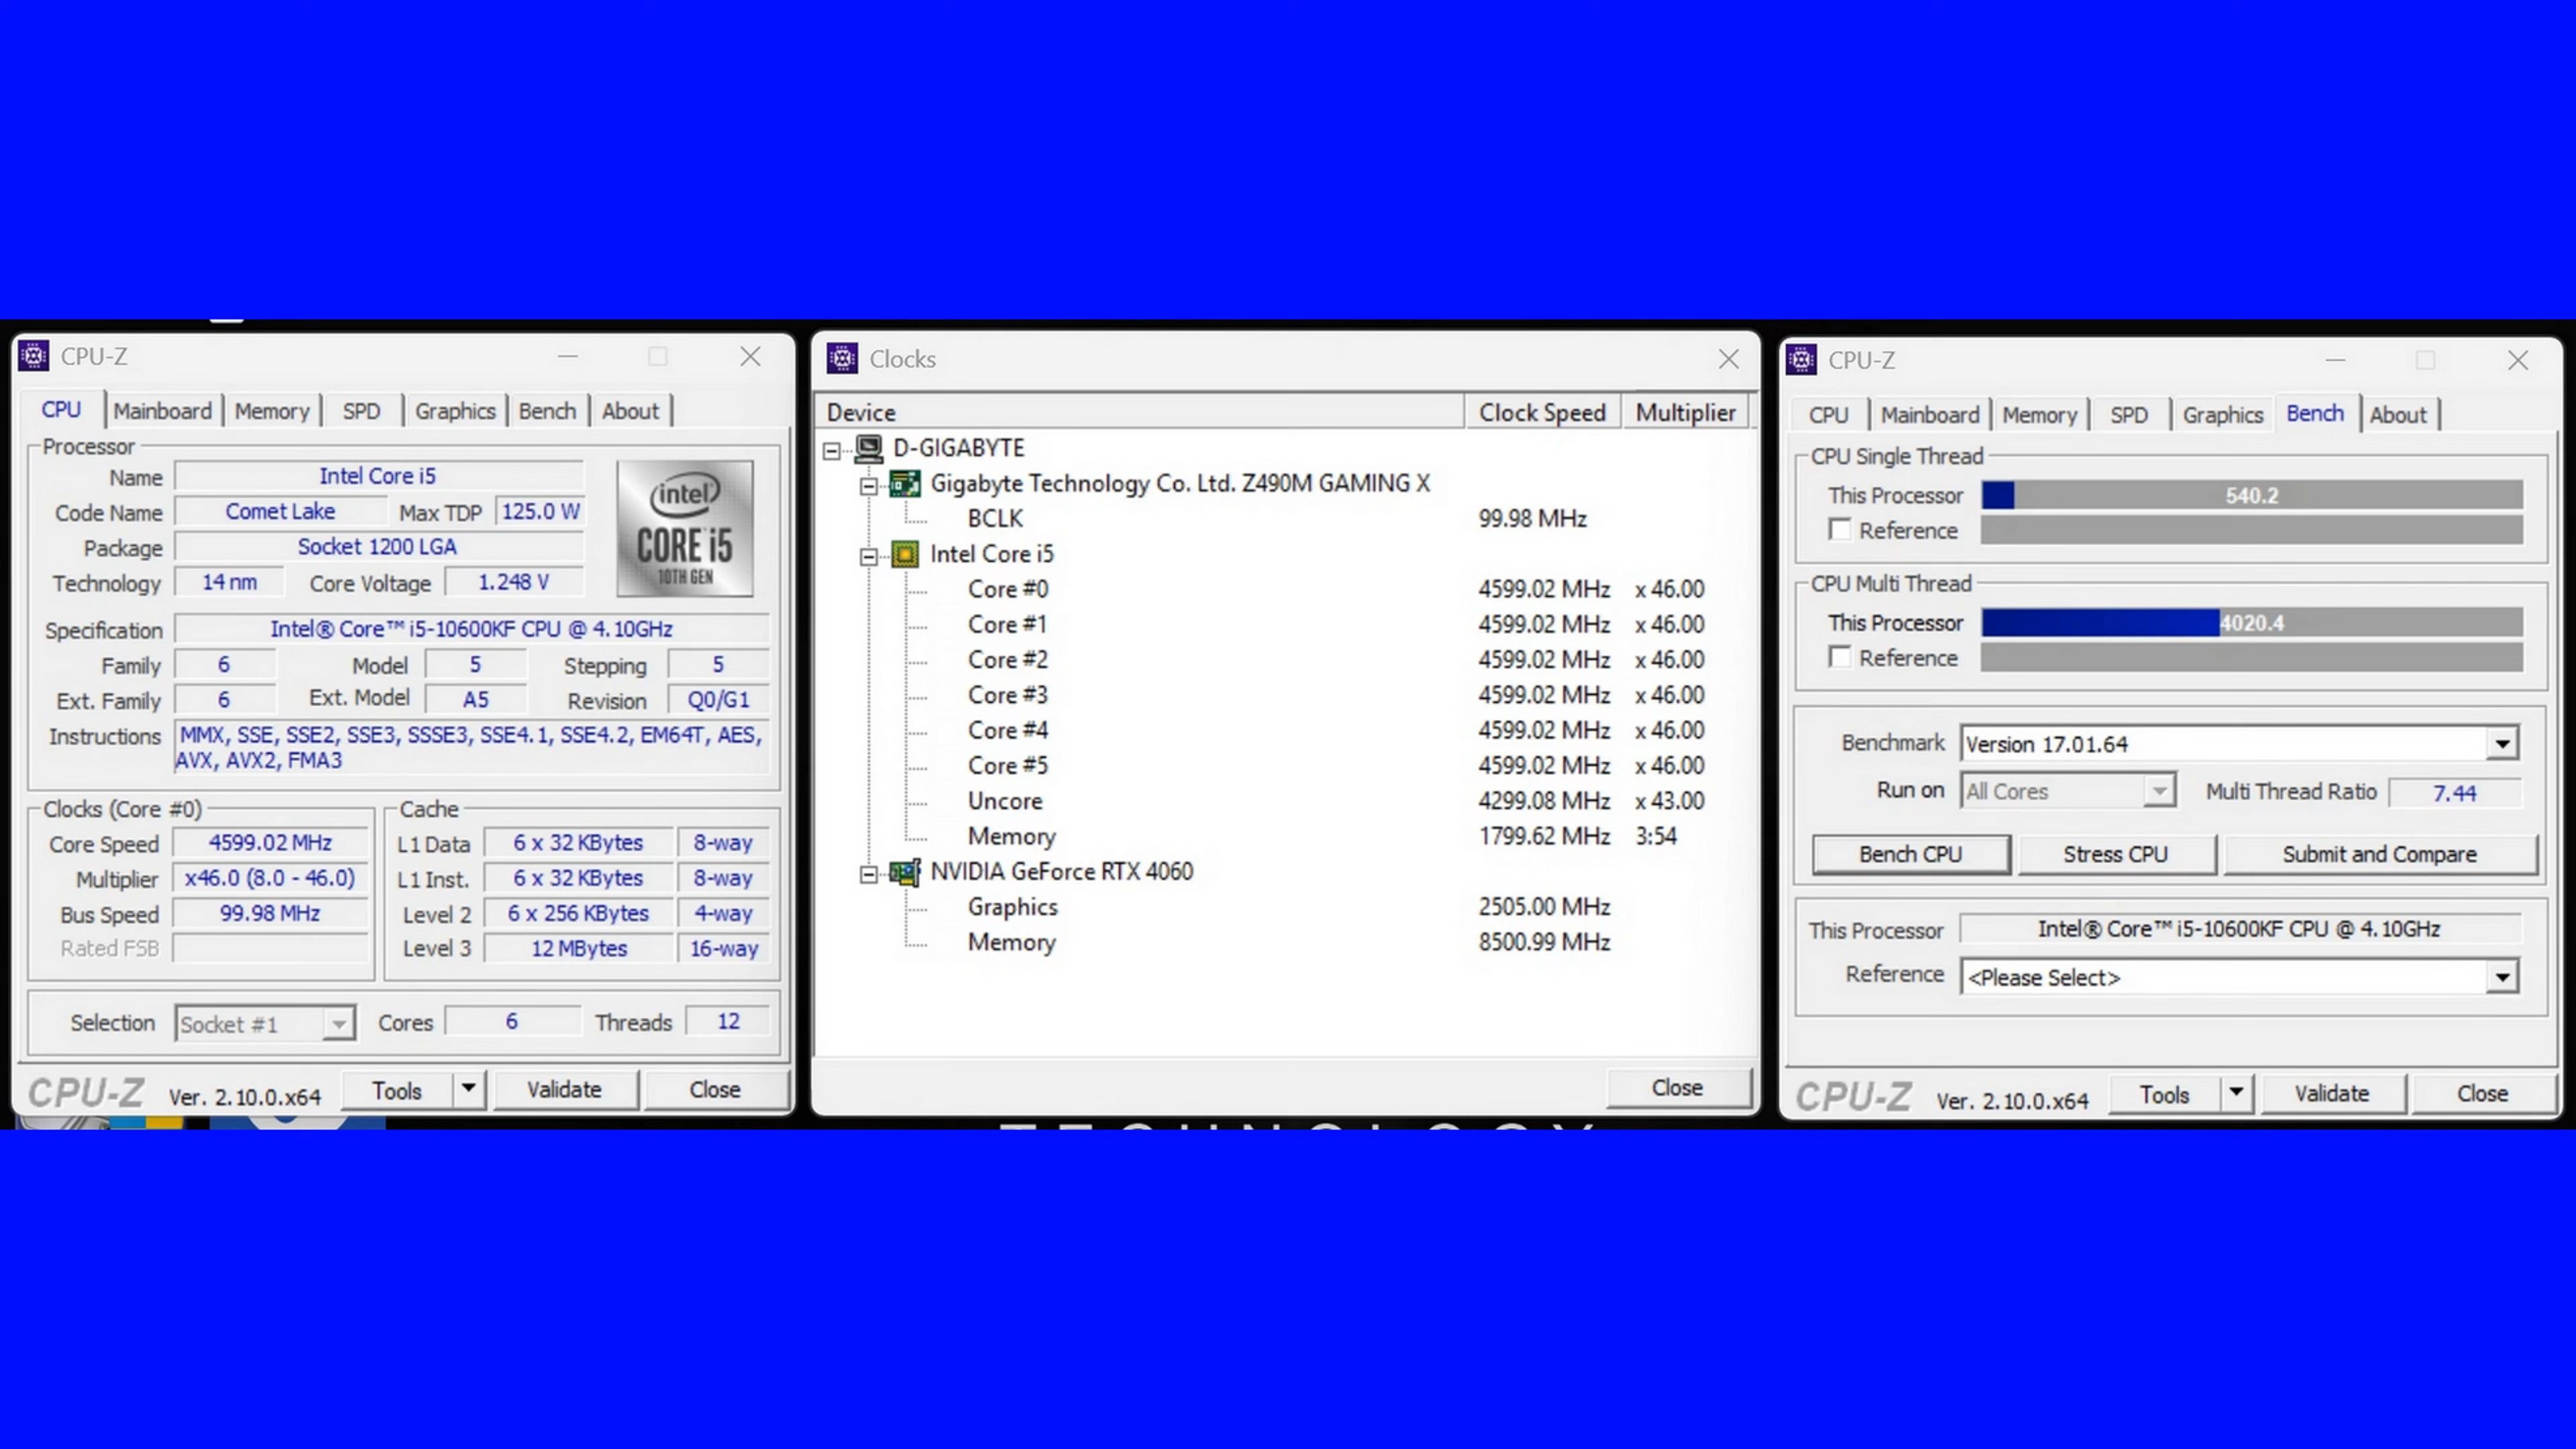 CPU-Z
CPU Mainboard Memory SPD Graphics Bench About
Processor
Name Intel Core i5
Code Name Comet Lake Max TDP 125.0 W
Package Socket 1200 LGA
Technology 14 nm Core Voltage 1.248 V
intel
CORE i5
10TH GEN
Specification Intel® Core™ i5-10600KF CPU @ 4.10GHz
Family 6 Model 5 Stepping 5
Ext. Family 6 Ext. Model A5 Revision Q0/G1
Instructions MMX, SSE, SSE2, SSE3, SSSE3, SSE4.1, SSE4.2, EM64T, AES,
AVX, AVX2, FMA3
Clocks (Core #0)
Core Speed 4599.02 MHz
Multiplier x46.0 (8.0 - 46.0)
Bus Speed 99.98 MHz
Rated FSB
Cache
L1 Data 6 x 32 KBytes 8-way
L1 Inst. 6 x 32 KBytes 8-way
Level 2 6 x 256 KBytes 4-way
Level 3 12 MBytes 16-way
Selection Socket #1 Cores 6 Threads 12
CPU-Z Ver. 2.10.0.x64 Tools Validate Close
Clocks
Device Clock Speed Multiplier
D-GIGABYTE
Gigabyte Technology Co. Ltd. Z490M GAMING X
BCLK 99.98 MHz
Intel Core i5
Core #0 4599.02 MHz x 46.00
Core #1 4599.02 MHz x 46.00
Core #2 4599.02 MHz x 46.00
Core #3 4599.02 MHz x 46.00
Core #4 4599.02 MHz x 46.00
Core #5 4599.02 MHz x 46.00
Uncore 4299.08 MHz x 43.00
Memory 1799.62 MHz 3:54
NVIDIA GeForce RTX 4060
Graphics 2505.00 MHz
Memory 8500.99 MHz
Close
TECHNOLOGY
CPU-Z
CPU Mainboard Memory SPD Graphics Bench About
CPU Single Thread
This Processor 540.2
Reference
CPU Multi Thread
This Processor 4020.4
Reference
Benchmark Version 17.01.64
Run on All Cores Multi Thread Ratio 7.44
Bench CPU Stress CPU Submit and Compare
This Processor Intel® Core™ i5-10600KF CPU @ 4.10GHz
Reference <Please Select>
CPU-Z Ver. 2.10.0.x64 Tools Validate Close